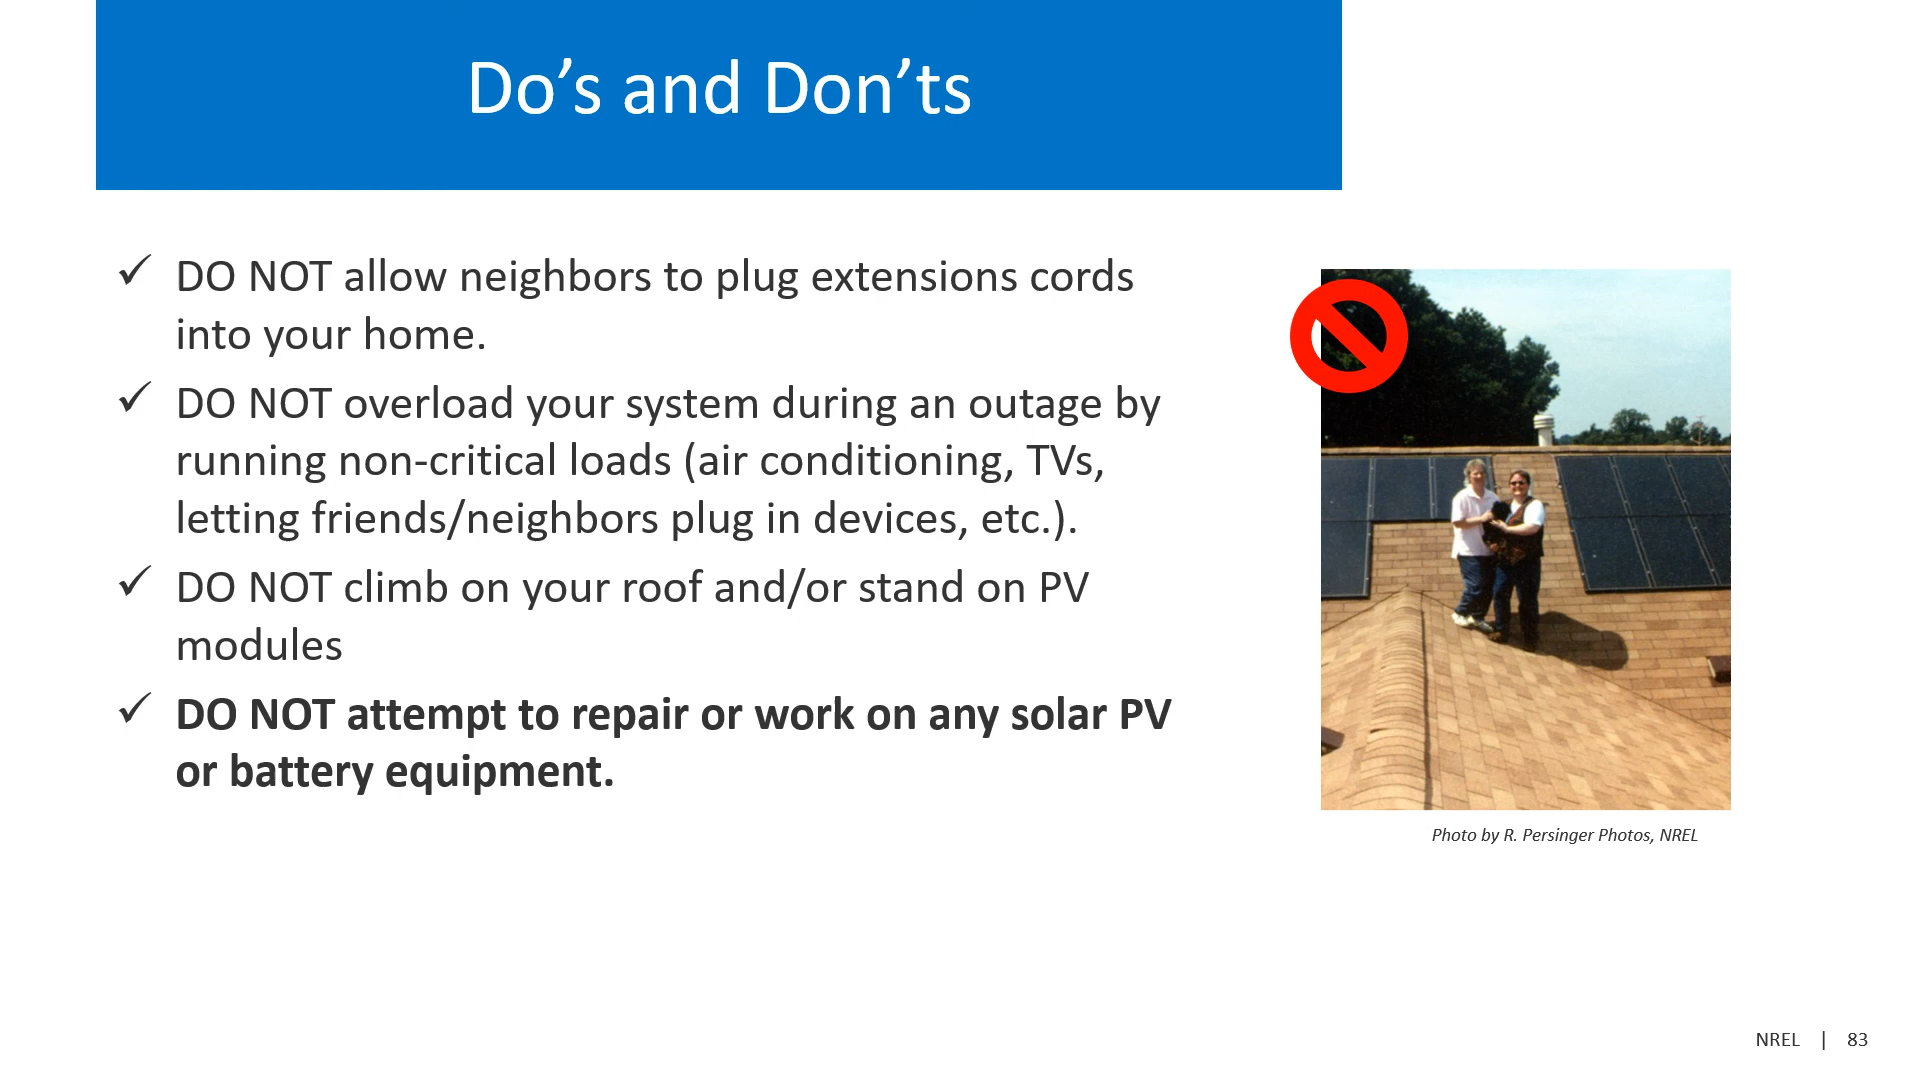 Do’s and Don’ts
✓ DO NOT allow neighbors to plug extensions cords
into your home.
✓ DO NOT overload your system during an outage by
running non-critical loads (air conditioning, TVs,
letting friends/neighbors plug in devices, etc.).
✓ DO NOT climb on your roof and/or stand on PV
modules
✓ DO NOT attempt to repair or work on any solar PV
or battery equipment.
Photo by R. Persinger Photos, NREL
NREL | 83